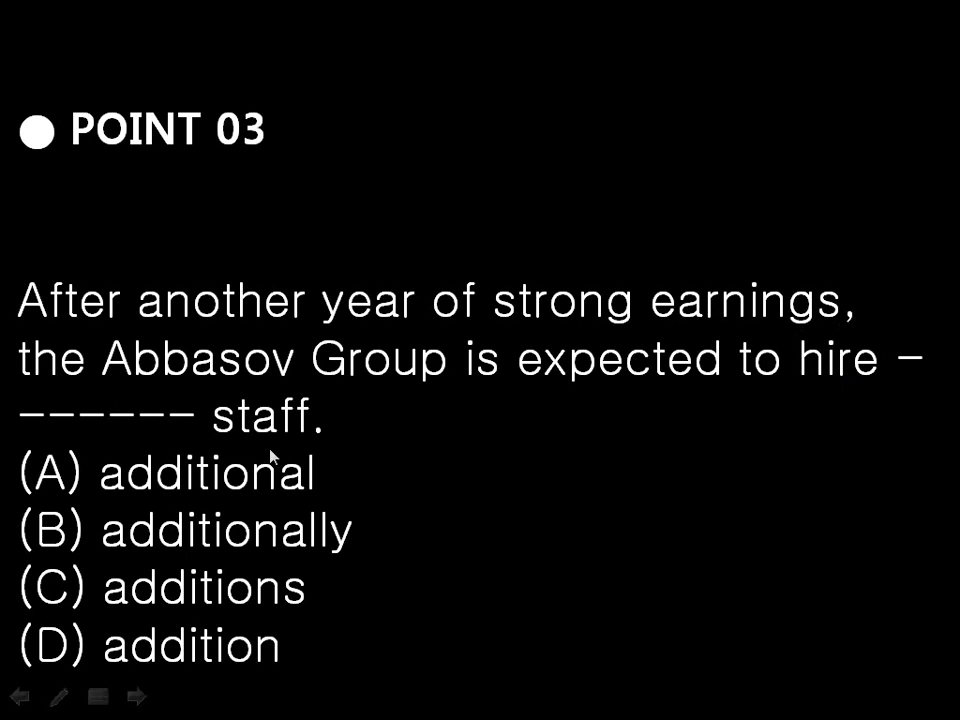 ● POINT 03
After another year of strong earnings,
the Abbasov Group is expected to hire -
------ staff.
(A) additional
(B) additionally
(C) additions
(D) addition